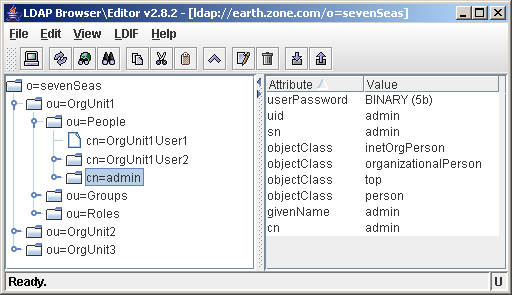 LDAP Browser\Editor v2.8.2 - [ldap://earth.zone.com/o=sevenSeas]
File Edit View LDIF Help
o=sevenSeas
ou=OrgUnit1
ou=People
cn=OrgUnit1User1
cn=OrgUnit1User2
cn=admin
ou=Groups
ou=Roles
ou=OrgUnit2
ou=OrgUnit3
Attribute Value
userPassword BINARY (5b)
uid admin
sn admin
objectClass inetOrgPerson
objectClass organizationalPerson
objectClass top
objectClass person
givenName admin
cn admin
Ready. U